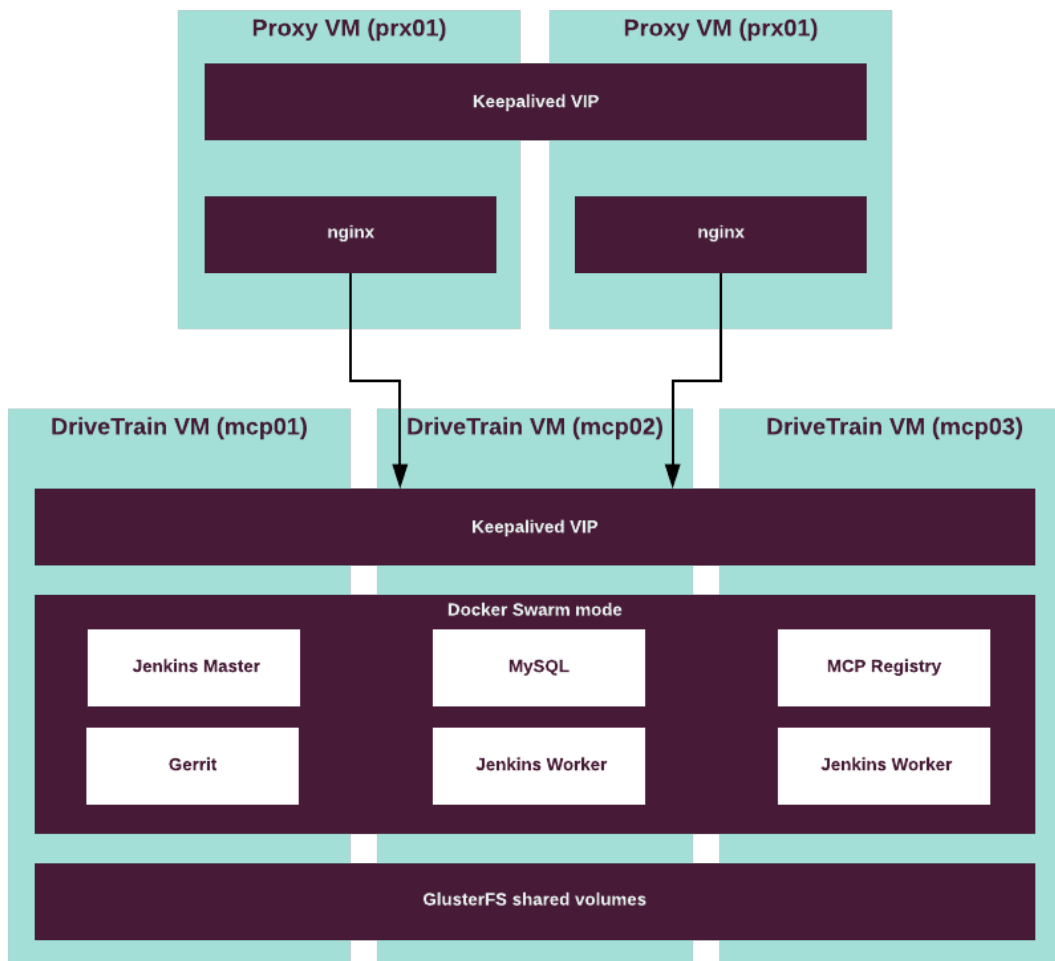 Proxy VM (prx01)
Proxy VM (prx01)
Keepalived VIP
nginx
nginx
DriveTrain VM (mcp01)
DriveTrain VM (mcp02)
DriveTrain VM (mcp03)
Keepalived VIP
Docker Swarm mode
Jenkins Master
MySQL
MCP Registry
Gerrit
Jenkins Worker
Jenkins Worker
GlusterFS shared volumes